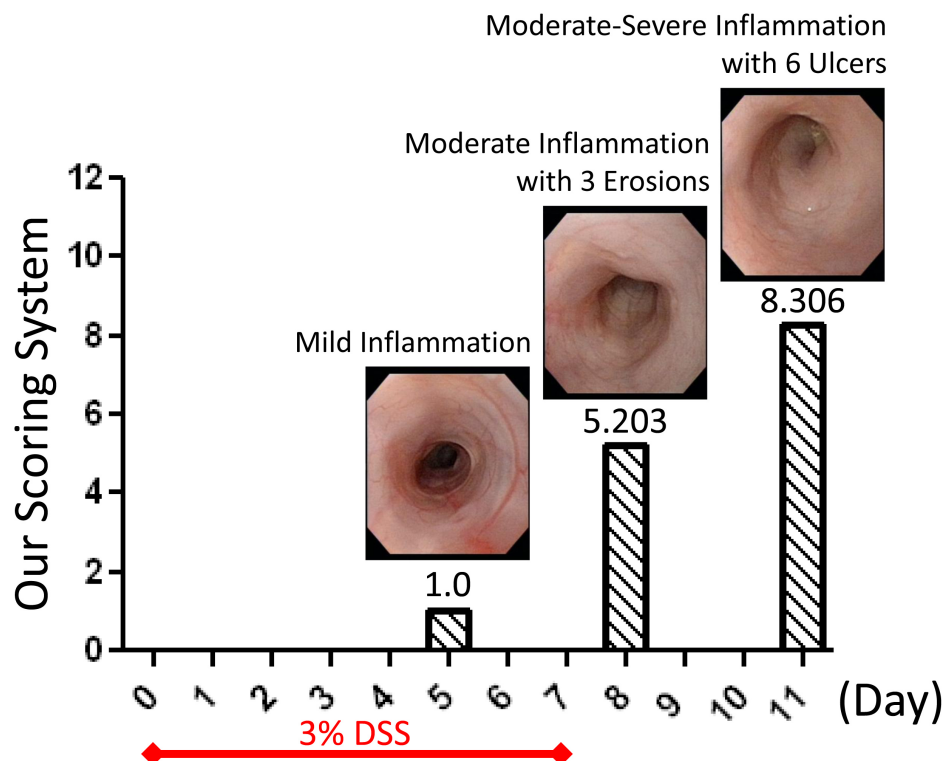 Moderate-Severe Inflammation
with 6 Ulcers
Moderate Inflammation
with 3 Erosions
Mild Inflammation
8.306
5.203
1.0
Our Scoring System
12
10
8
6
4
2
0
0 1 2 3 4 5 6 7 8 9 10 11 (Day)
3% DSS